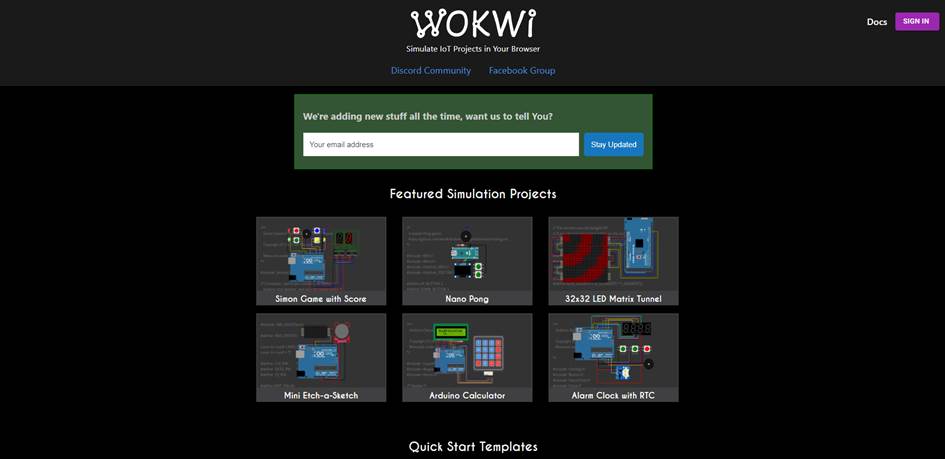 WOKWi
Docs
SIGN IN
Simulate IoT Projects in Your Browser
Discord Community
Facebook Group
We're adding new stuff all the time, want us to tell You?
Your email address
Stay Updated
Featured Simulation Projects
Simon Game with Score
Nano Pong
32x32 LED Matrix Tunnel
Mini Etch-a-Sketch
Arduino Calculator
Alarm Clock with RTC
Quick Start Templates